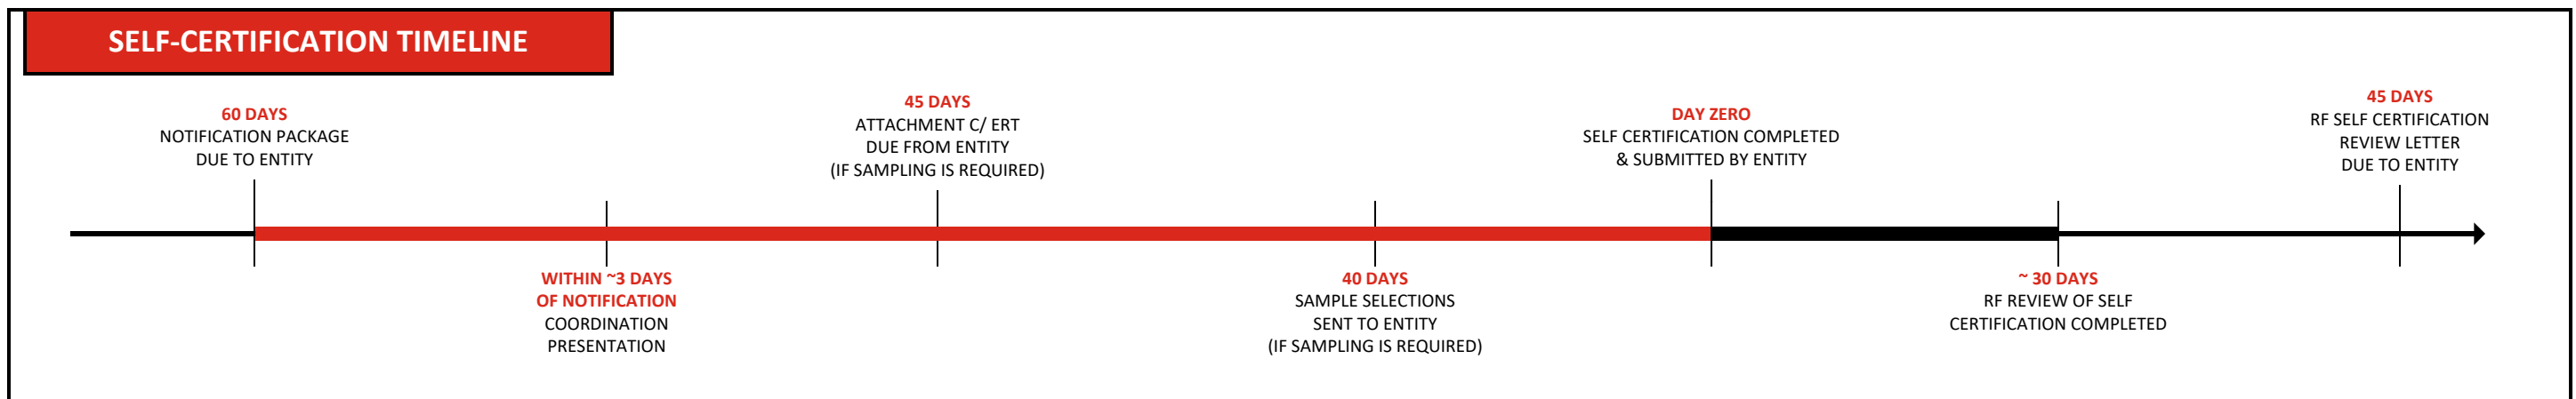 SELF-CERTIFICATION TIMELINE
60 DAYS
NOTIFICATION PACKAGE
DUE TO ENTITY
WITHIN ~3 DAYS
OF NOTIFICATION
COORDINATION
PRESENTATION
45 DAYS
ATTACHMENT C/ ERT
DUE FROM ENTITY
(IF SAMPLING IS REQUIRED)
40 DAYS
SAMPLE SELECTIONS
SENT TO ENTITY
(IF SAMPLING IS REQUIRED)
DAY ZERO
SELF CERTIFICATION COMPLETED
& SUBMITTED BY ENTITY
~ 30 DAYS
RF REVIEW OF SELF
CERTIFICATION COMPLETED
45 DAYS
RF SELF CERTIFICATION
REVIEW LETTER
DUE TO ENTITY